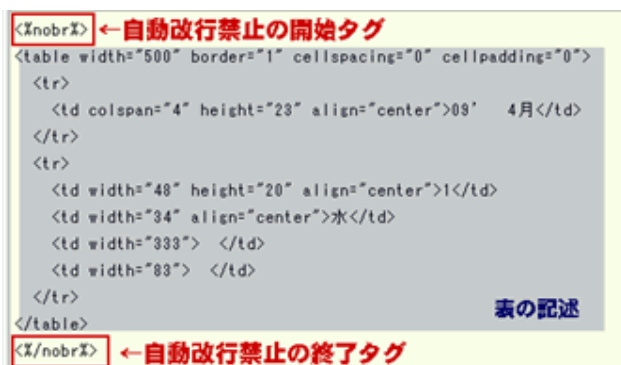 <%nobr%> ←自動改行禁止の開始タグ
<table width="500" border="1" cellspacing="0" cellpadding="0">
<tr>
<td colspan="4" height="23" align="center">09' 4月</td>
</tr>
<tr>
<td width="48" height="20" align="center">1</td>
<td width="34" align="center">水</td>
<td width="333"> </td>
<td width="83"> </td>
</tr>
表の記述
</table>
<%/nobr%> ←自動改行禁止の終了タグ